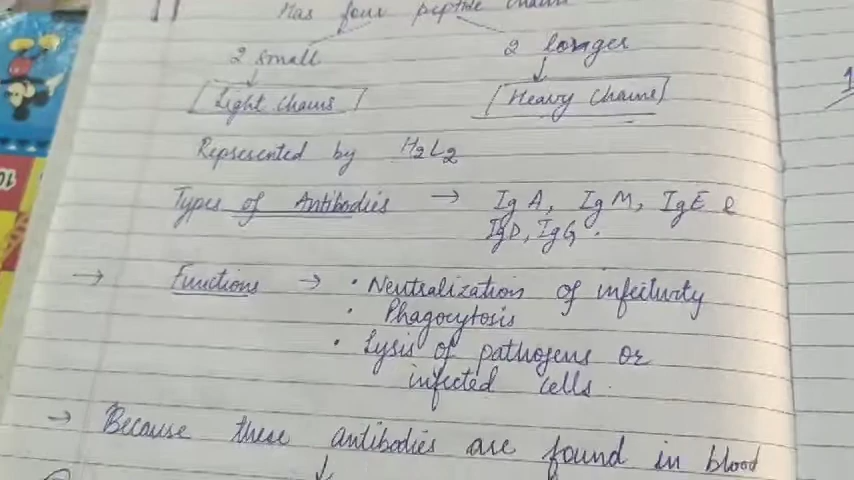 Has four peptide chains
2 small 2 longer
Light Chains Heavy Chains
Represented by H2L2
Types of Antibodies → IgA, IgM, IgE &
IgD, IgG.
→ Functions → • Neutralization of infectivity
• Phagocytosis
• Lysis of pathogens or
infected cells.
→ Because these antibodies are found in blood